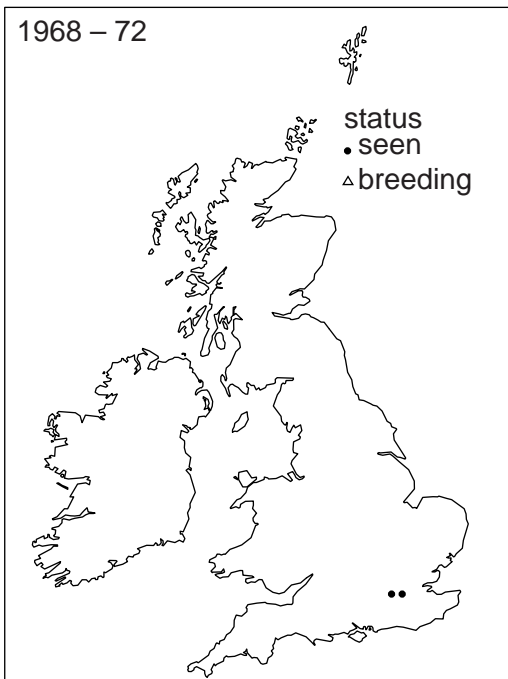 1968 – 72
status
seen
breeding